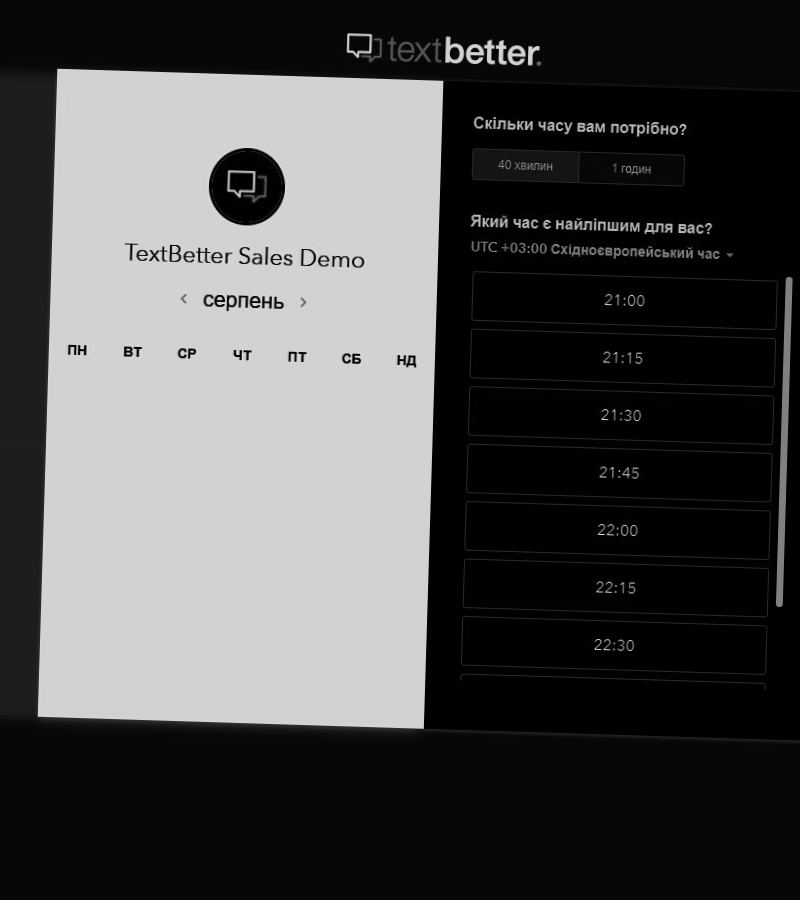 textbetter.
TextBetter Sales Demo
серпень
ПН ВТ СР ЧТ ПТ СБ НД
Скільки часу вам потрібно?
40 хвилин 1 годин
Який час є найліпшим для вас?
UTC +03:00 Східноєвропейський час
21:00
21:15
21:30
21:45
22:00
22:15
22:30